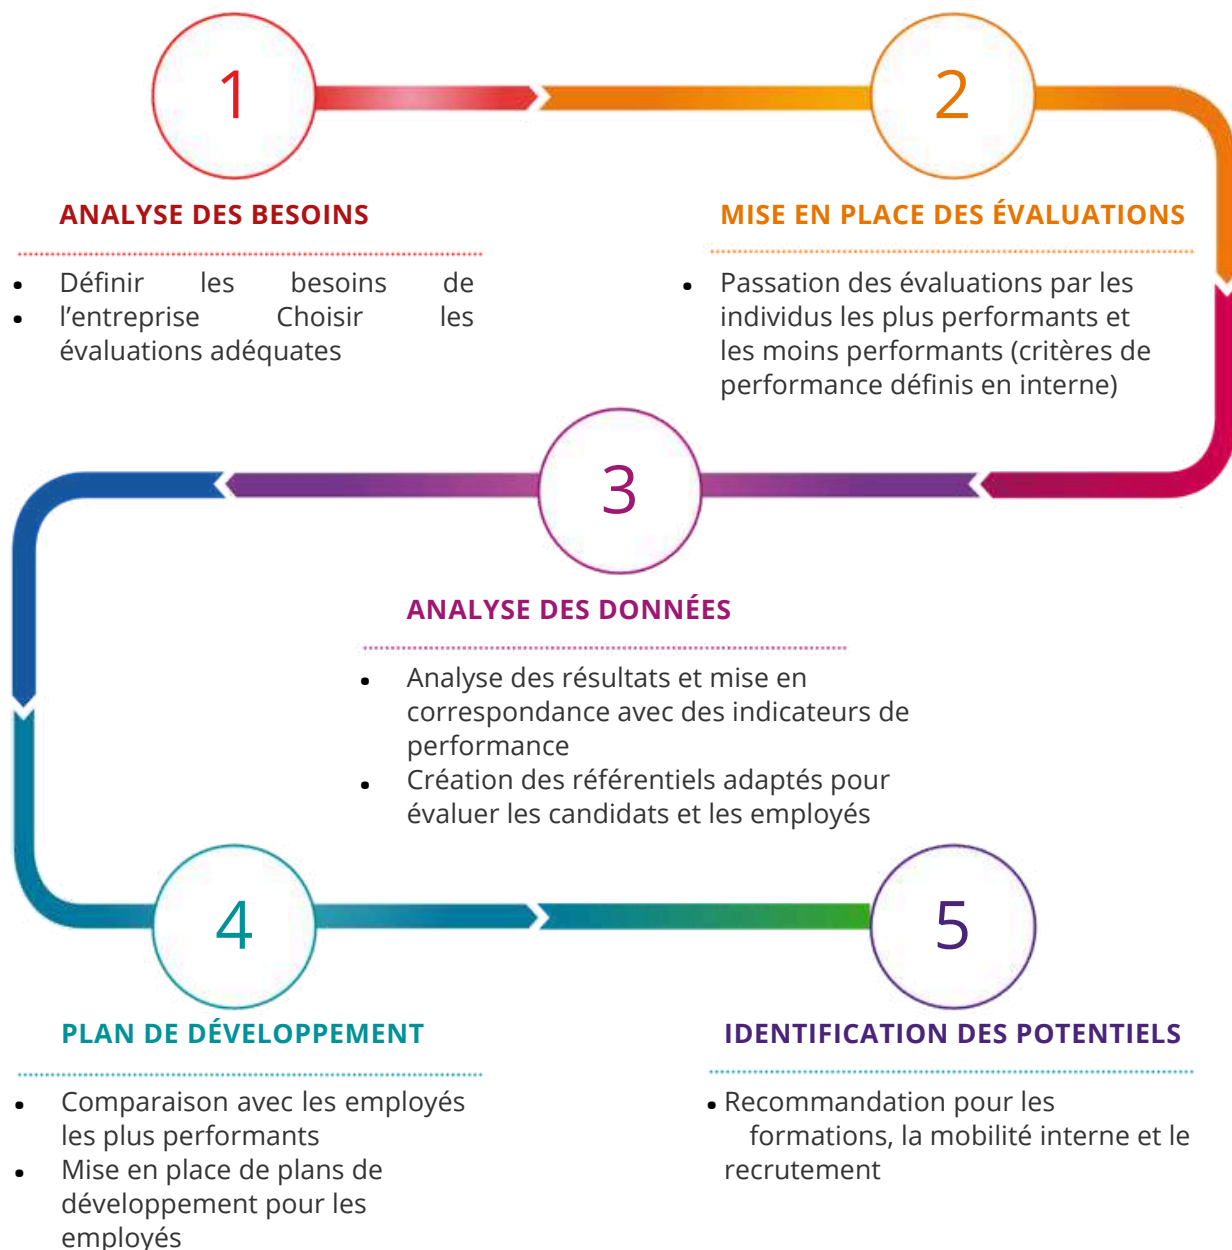 1
ANALYSE DES BESOINS
• Définir les besoins de
• l’entreprise Choisir les
évaluations adéquates
2
MISE EN PLACE DES ÉVALUATIONS
• Passation des évaluations par les
individus les plus performants et
les moins performants (critères de
performance définis en interne)
3
ANALYSE DES DONNÉES
• Analyse des résultats et mise en
correspondance avec des indicateurs de
performance
• Création des référentiels adaptés pour
évaluer les candidats et les employés
4
PLAN DE DÉVELOPPEMENT
• Comparaison avec les employés
les plus performants
• Mise en place de plans de
développement pour les
employés
5
IDENTIFICATION DES POTENTIELS
• Recommandation pour les
formations, la mobilité interne et le
recrutement